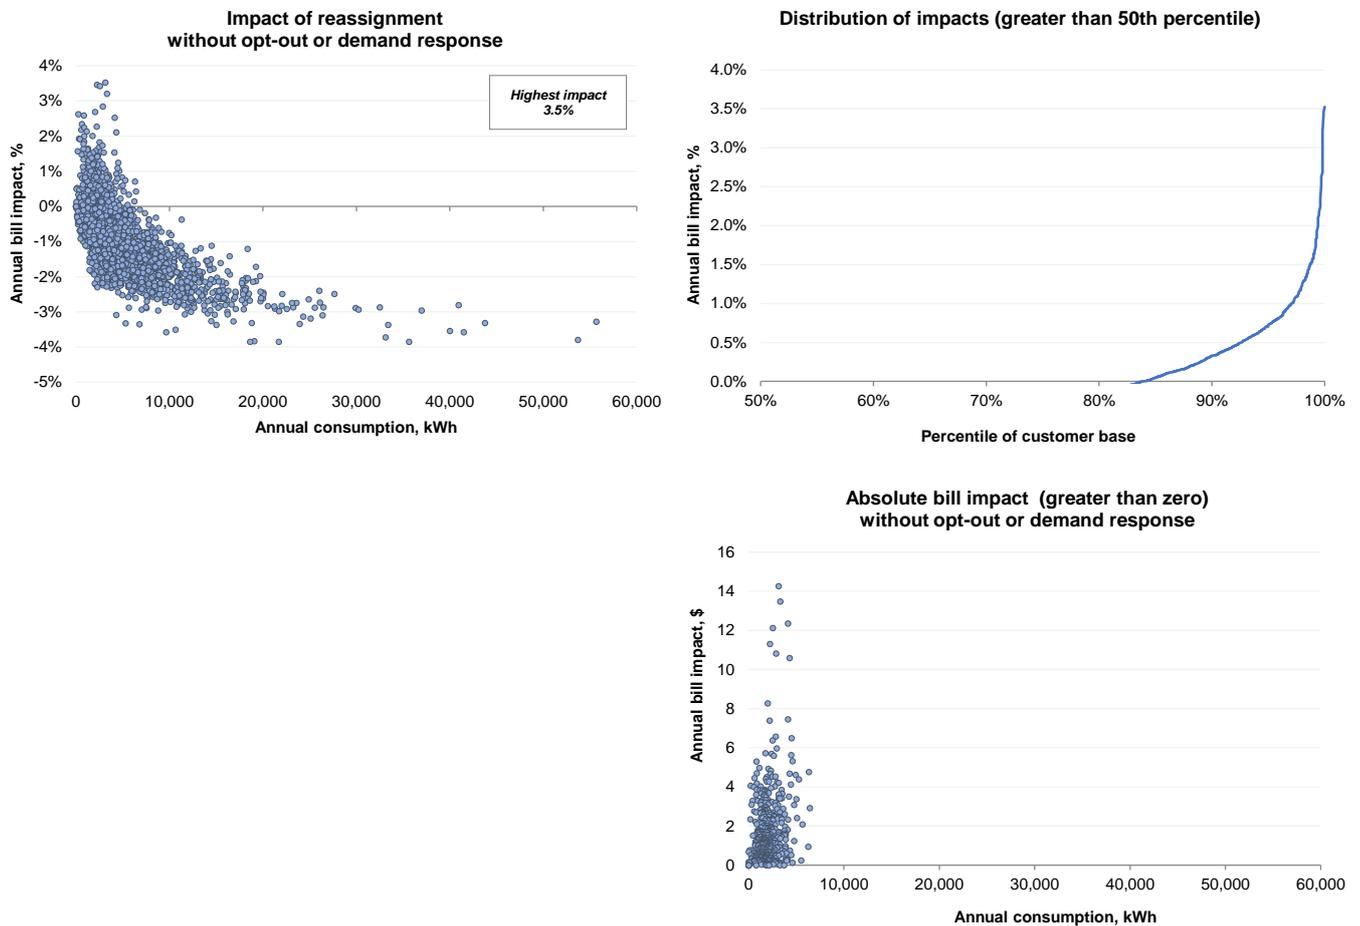 Impact of reassignment
without opt-out or demand response
4%
3%
2%
1%
0%
-1%
-2%
-3%
-4%
-5%
Annual bill impact, %
Highest impact
3.5%
0 10,000 20,000 30,000 40,000 50,000 60,000
Annual consumption, kWh
Distribution of impacts (greater than 50th percentile)
4.0%
3.5%
3.0%
2.5%
2.0%
1.5%
1.0%
0.5%
0.0%
Annual bill impact, %
50% 60% 70% 80% 90% 100%
Percentile of customer base
Absolute bill impact (greater than zero)
without opt-out or demand response
16
14
12
10
8
6
4
2
0
Annual bill impact, $
0 10,000 20,000 30,000 40,000 50,000 60,000
Annual consumption, kWh